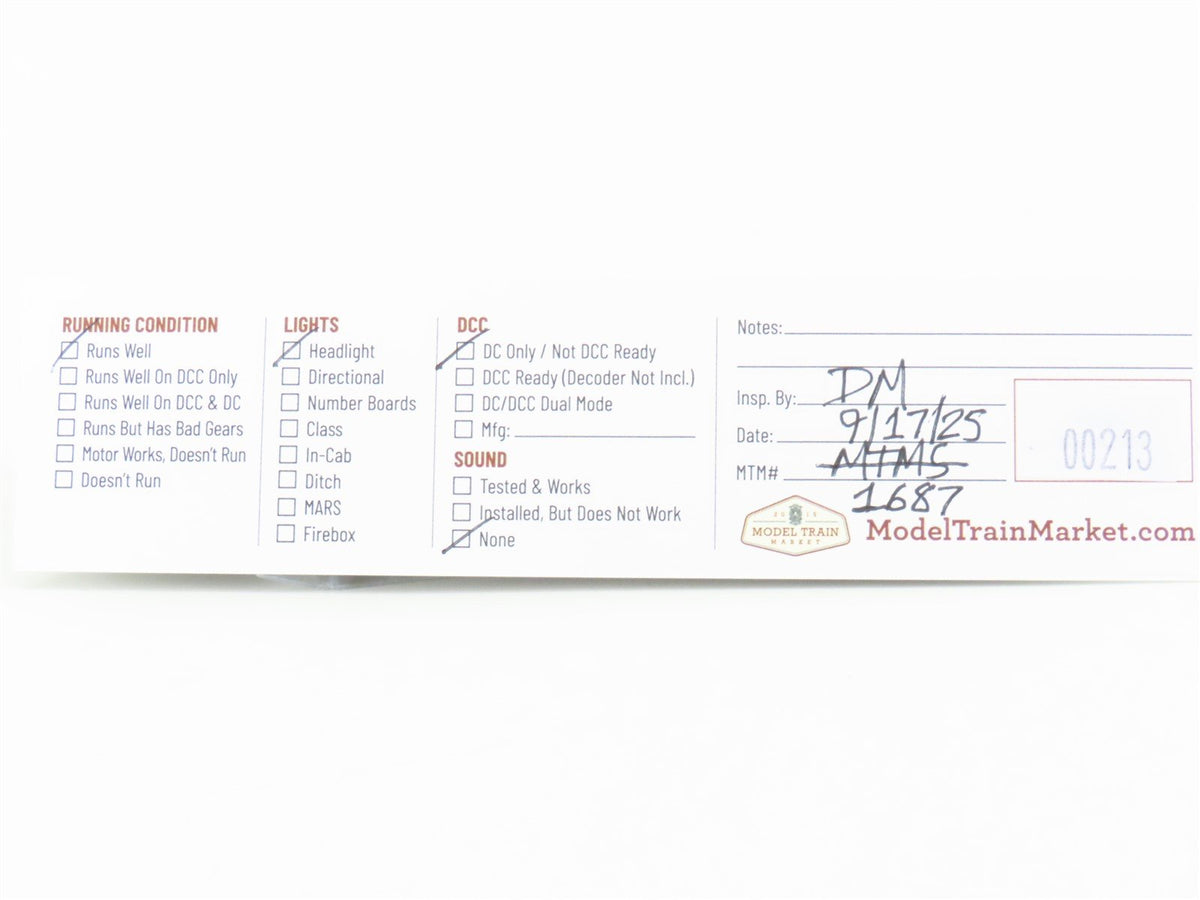 RUNNING CONDITION
Runs Well
Runs Well On DCC Only
Runs Well On DCC & DC
Runs But Has Bad Gears
Motor Works, Doesn't Run
Doesn't Run
LIGHTS
Headlight
Directional
Number Boards
Class
In-Cab
Ditch
MARS
Firebox
DCC
DC Only / Not DCC Ready
DCC Ready (Decoder Not Incl.)
DC/DCC Dual Mode
Mfg:
SOUND
Tested & Works
Installed, But Does Not Work
None
Notes:
Insp. By: DM
Date: 9/17/25
MTM# MTMS
1687
00213
2015
MODEL TRAIN
MARKET
ModelTrainMarket.com